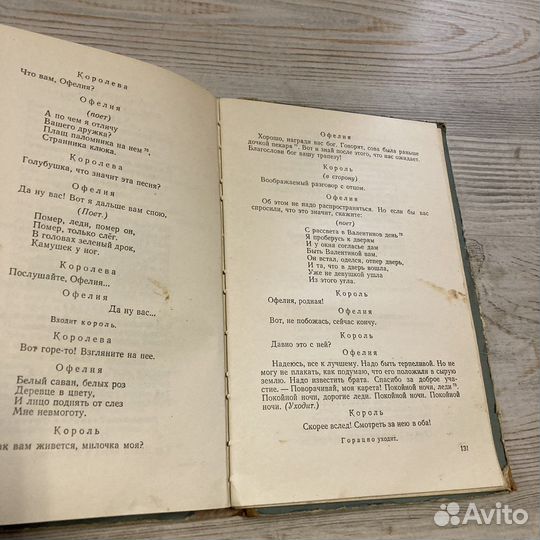 Королева
Что вам, Офелия?
Офелия
(поет)
А по чем я отличу
Вашего дружка?
Плащ паломника на нем
Странника клюка.
Королева
Голубушка, что значит эта песня?
Офелия
Да ну вас! Вот я дальше вам спою.
(Поет.)
Помер, леди, помер он,
Помер, только слёг.
В головах зеленый дрок,
Камушек у ног.
Королева
Послушайте, Офелия...
Офелия
Да ну вас...
Входит король.
Королева
Вот горе-то! Взгляните на нее.
Офелия
Белый саван, белых роз
Деревце в цвету,
И лицо поднять от слез
Мне невмоготу.
Король
Как вам живется, милочка моя?
Офелия
Хорошо, награди вас бог. Говорят, сова была раньше
дочкой пекаря. Вот и знай после этого, что нас ожидает.
Благослови бог вашу трапезу!
Король
(в сторону)
Воображаемый разговор с отцом.
Офелия
Об этом не надо распространяться. Но если бы вас
спросили, что это значит, скажите:
(поет)
С рассвета в Валентинов день
Я проберусь к дверям
И у окна согласье дам
Быть Валентиной вам.
Он встал, оделся, отпер дверь,
И та, что в дверь вошла,
Уже не девушкой ушла
Из этого угла.
Король
Офелия, родная!
Офелия
Вот, не побожась, сейчас кончу.
Король
Давно это с ней?
Офелия
Надеюсь, все к лучшему. Надо быть терпеливой. Но не
могу не плакать, как подумаю, что его положили в сырую
землю. Надо известить брата. Спасибо за доброе уча-
стие. — Поворачивай, моя карета! Покойной ночи, леди
Покойной ночи, дорогие леди. Покойной ночи. Покойной
ночи. (Уходит.)
Король
Скорее вслед! Смотреть за нею в оба!
Горацио уходит.
131
Avito